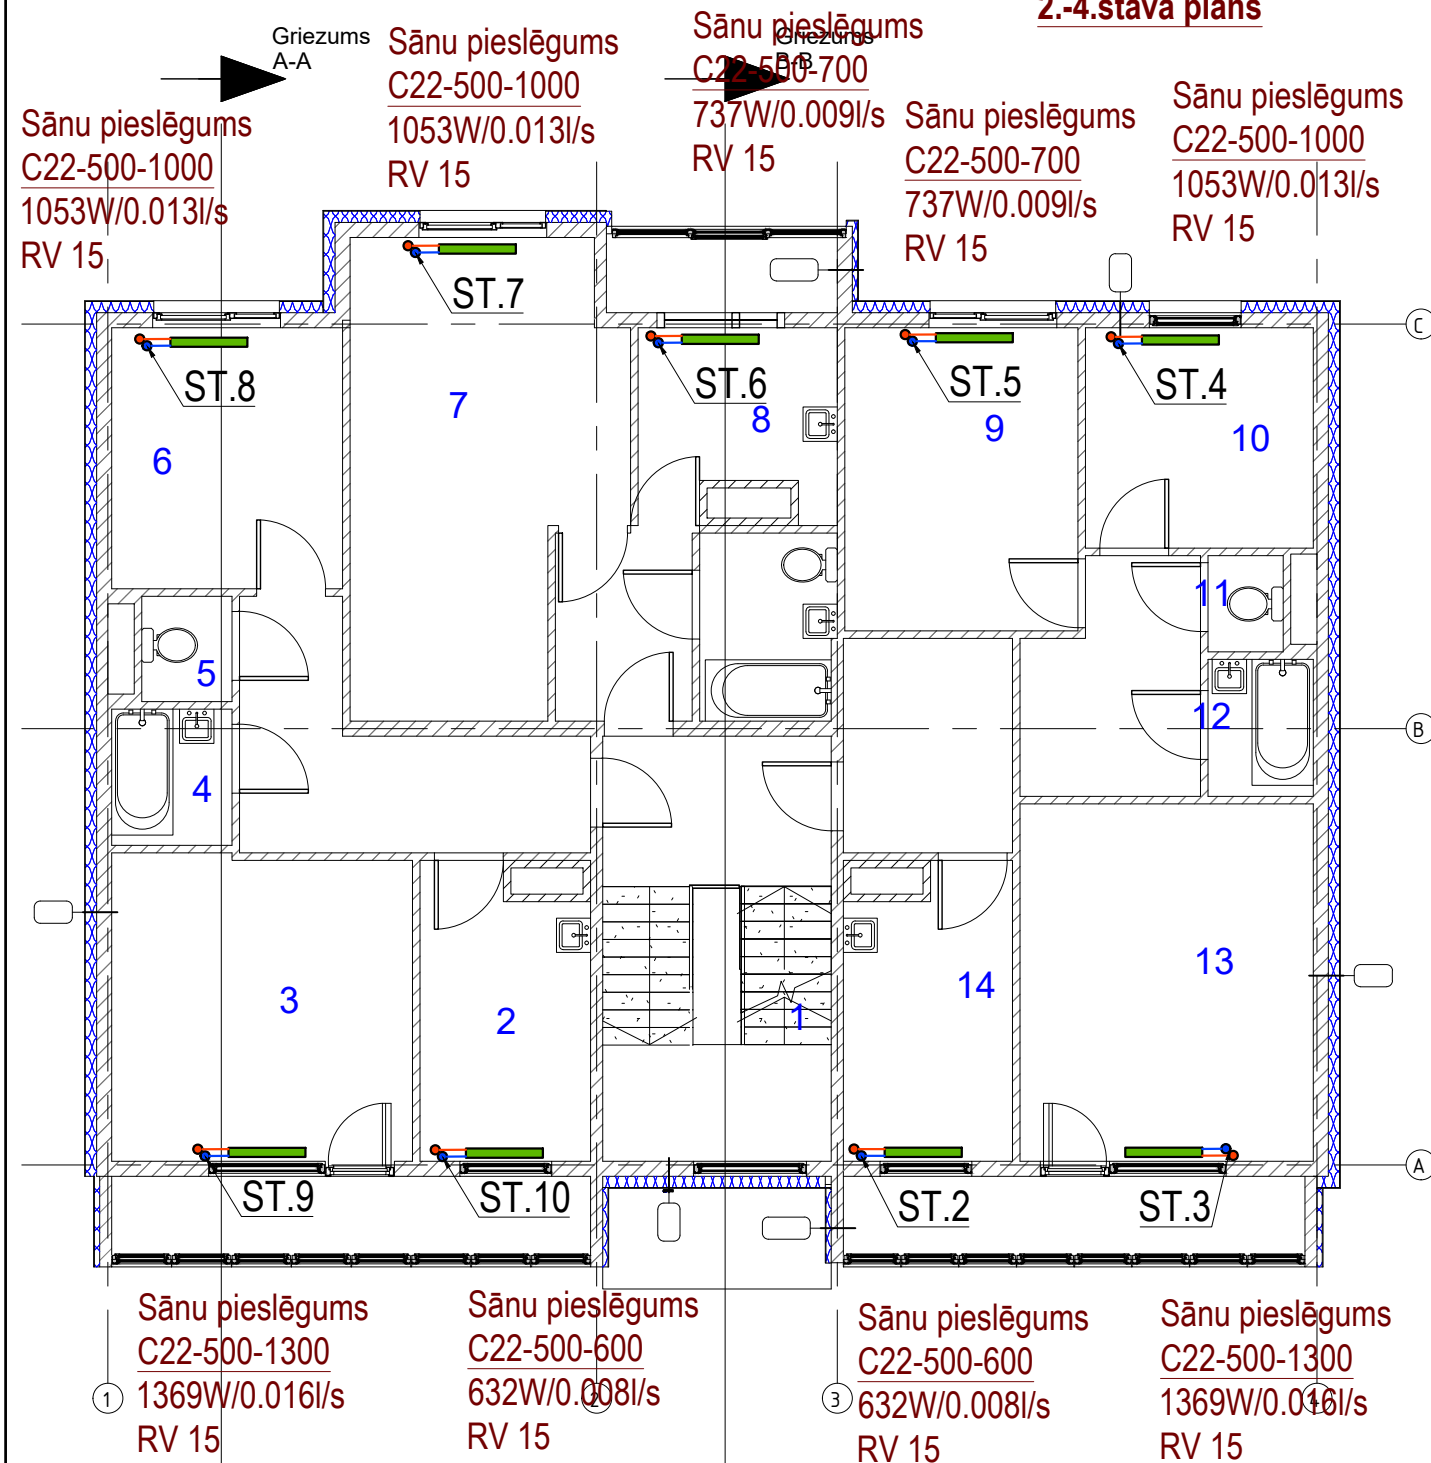 2.-4.stāva plāns
Griezums
A-A
Sānu pieslēgums
C22-500-1000
1053W/0.013l/s
RV 15
Sānu pieslēgums
C22-500-700
737W/0.009l/s
RV 15
Griezums
B-B
Sānu pieslēgums
C22-500-1000
1053W/0.013l/s
RV 15
Sānu pieslēgums
C22-500-700
737W/0.009l/s
RV 15
Sānu pieslēgums
C22-500-1000
1053W/0.013l/s
RV 15
ST.7
ST.8
ST.6
ST.5
ST.4
C
6
7
8
9
10
5
11
4
12
B
3
2
1
14
13
A
ST.9
ST.10
ST.2
ST.3
Sānu pieslēgums
C22-500-1300
1369W/0.016l/s
RV 15
Sānu pieslēgums
C22-500-600
632W/0.008l/s
RV 15
Sānu pieslēgums
C22-500-600
632W/0.008l/s
RV 15
Sānu pieslēgums
C22-500-1300
1369W/0.016l/s
RV 15
1
2
3
4